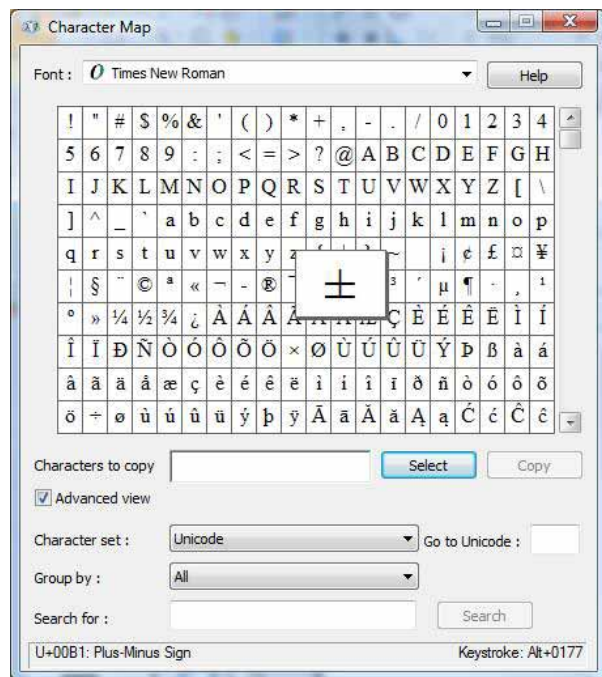 Character Map
Font : O Times New Roman Help
! " # $ % & ' ( ) * + , - . / 0 1 2 3 4
5 6 7 8 9 : ; < = > ? @ A B C D E F G H
I J K L M N O P Q R S T U V W X Y Z [ \
] ^ _ ` a b c d e f g h i j k l m n o p
q r s t u v w x y z ~ ¡ ¢ £ ¤ ¥
¦ § ¨ © ª « ¬ - ® ± ³ ´ µ ¶ · ¸ ¹
º » ¼ ½ ¾ ¿ À Á Â Ç È É Ê Ë Ì Í
Î Ï Ð Ñ Ò Ó Ô Õ Ö × Ø Ù Ú Û Ü Ý Þ ß à á
â ã ä å æ ç è é ê ë ì í î ï ð ñ ò ó ô õ
ö ÷ ø ù ú û ü ý þ ÿ Ā ā Ă ă Ą ą Ć ć Ĉ ĉ
Characters to copy Select Copy
Advanced view
Character set : Unicode Go to Unicode :
Group by : All
Search for : Search
U+00B1: Plus-Minus Sign Keystroke: Alt+0177